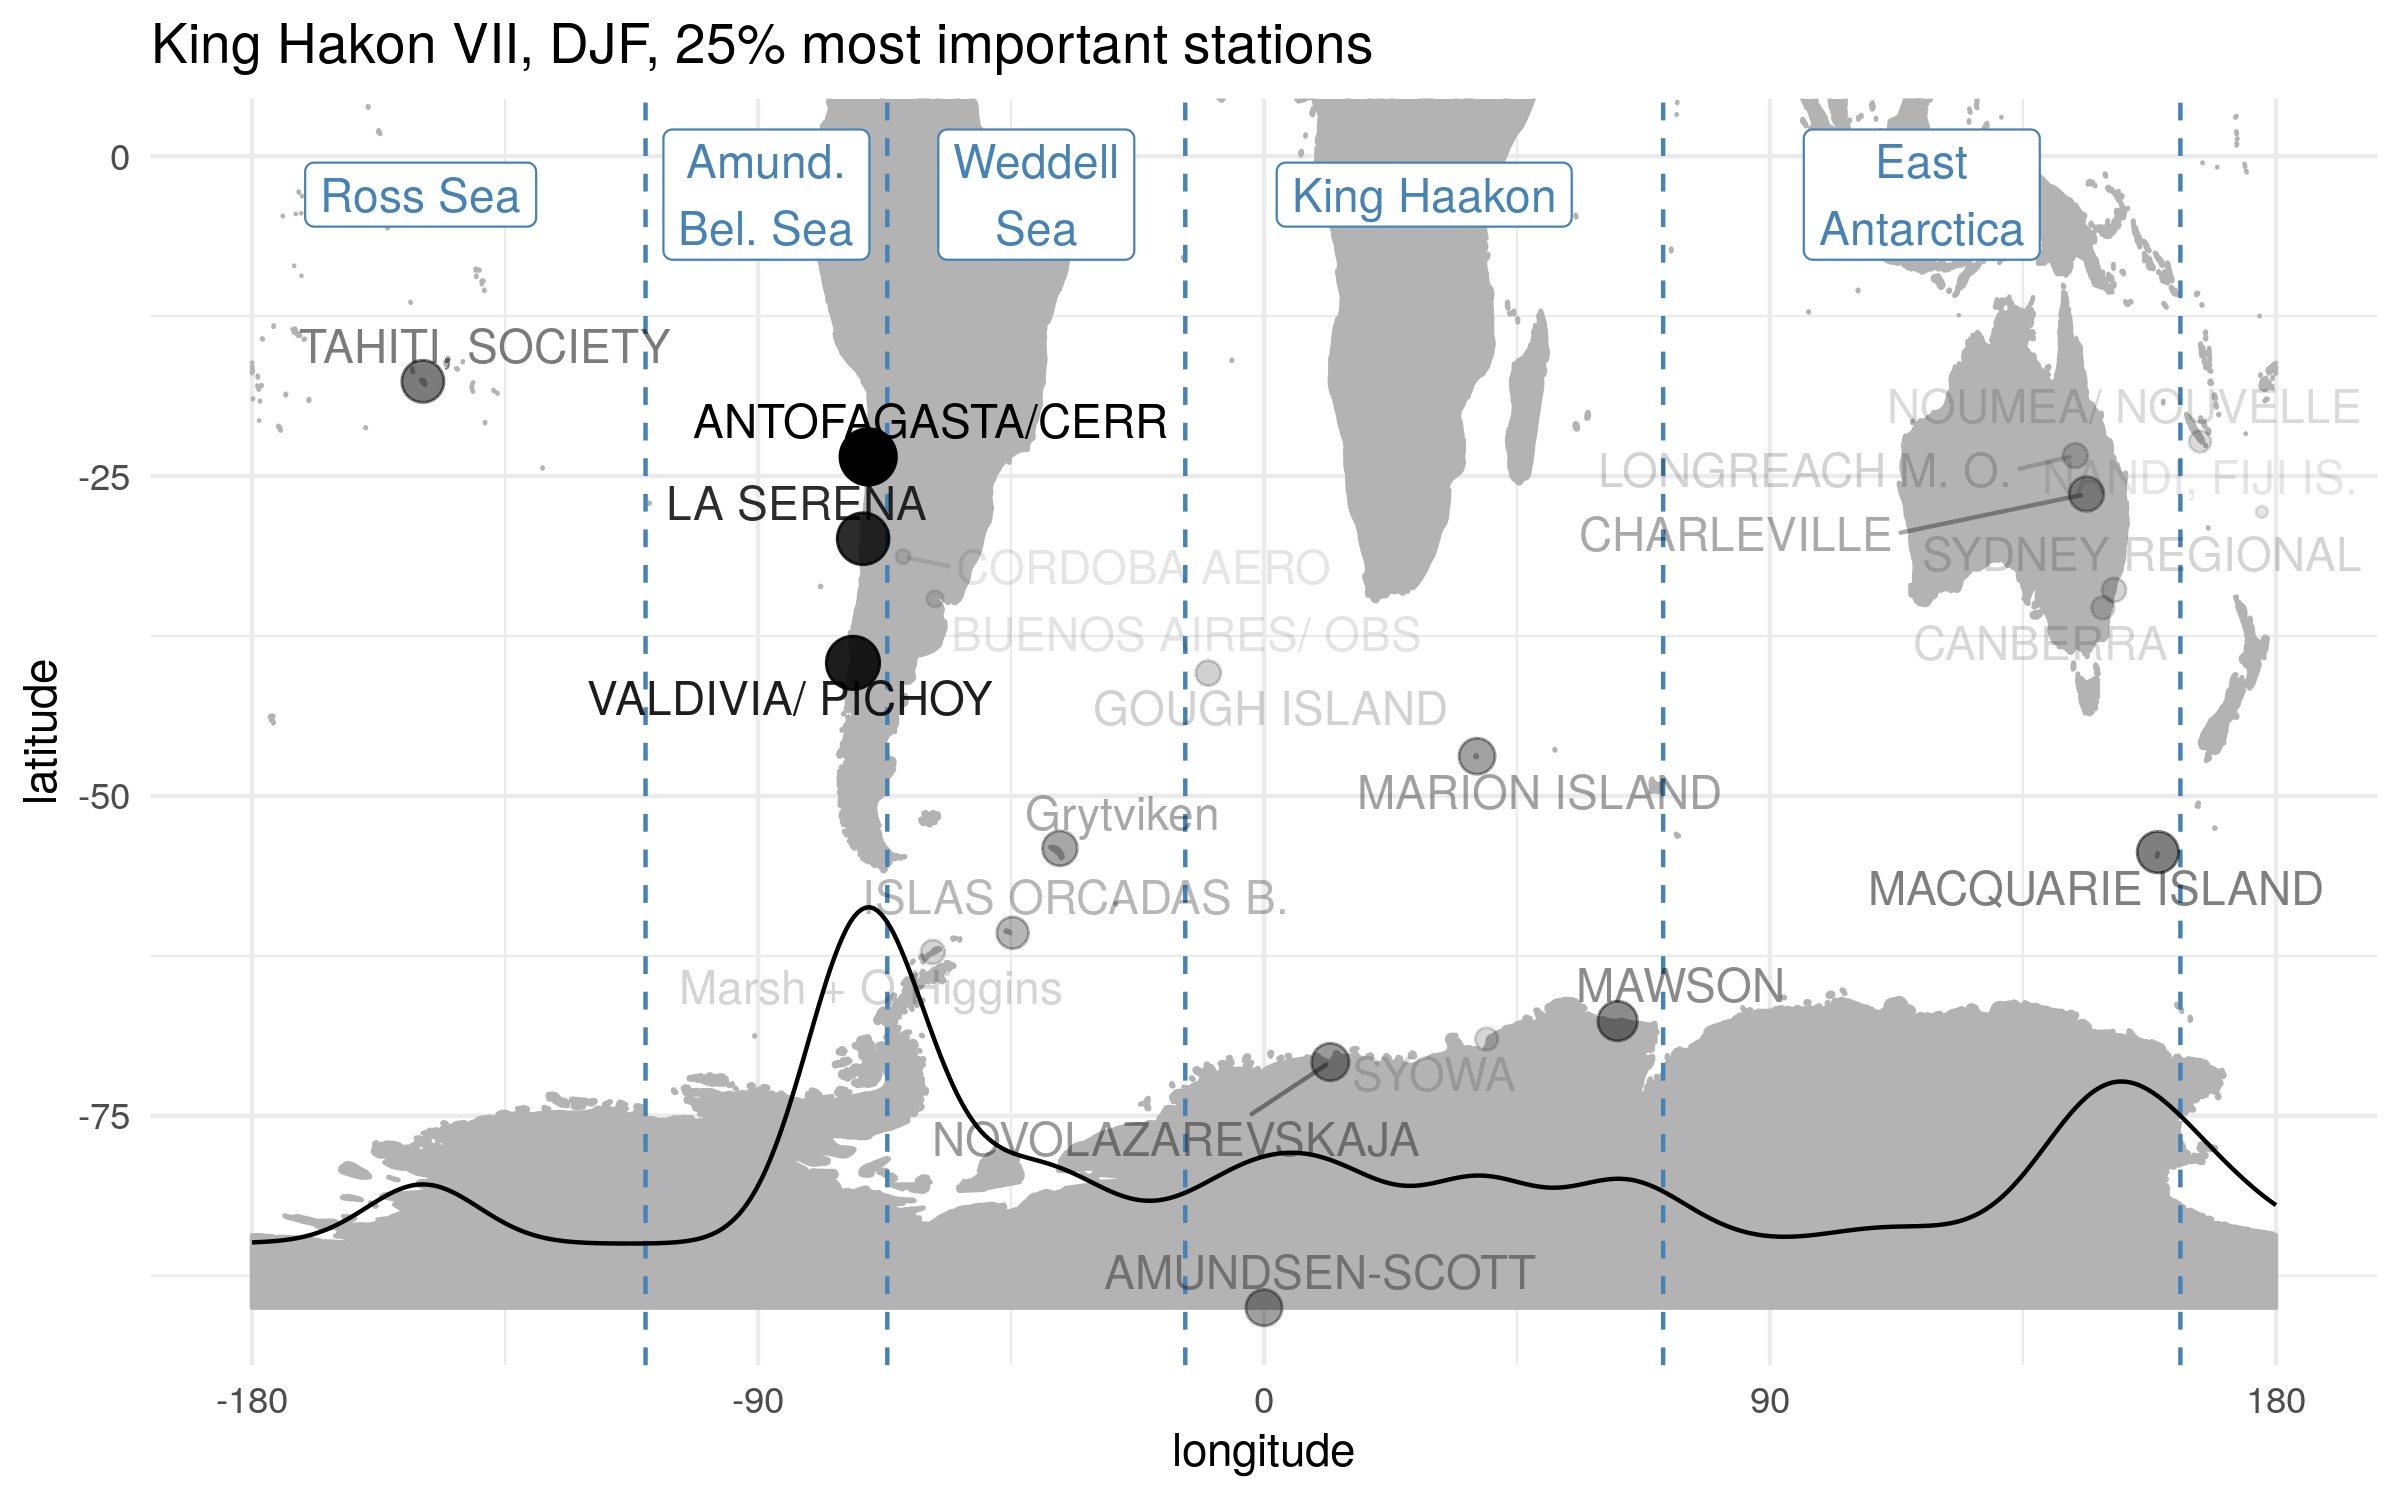 King Hakon VII, DJF, 25% most important stations
0
-25
-50
-75
latitude
Ross Sea
Amund.
Bel. Sea
Weddell
Sea
King Haakon
East
Antarctica
TAHITI, SOCIETY
ANTOFAGASTA/CERR
NOUMEA/ NOUVELLE
LONGREACH M. O.
NANDI, FIJI IS.
LA SERENA
CHARLEVILLE
SYDNEY REGIONAL
CORDOBA AERO
BUENOS AIRES/ OBS
CANBERRA
VALDIVIA/ PICHOY
GOUGH ISLAND
MARION ISLAND
Grytviken
MACQUARIE ISLAND
ISLAS ORCADAS B.
Marsh + O Higgins
MAWSON
SYOWA
NOVOLAZAREVSKAJA
AMUNDSEN-SCOTT
-180
-90
0
90
180
longitude